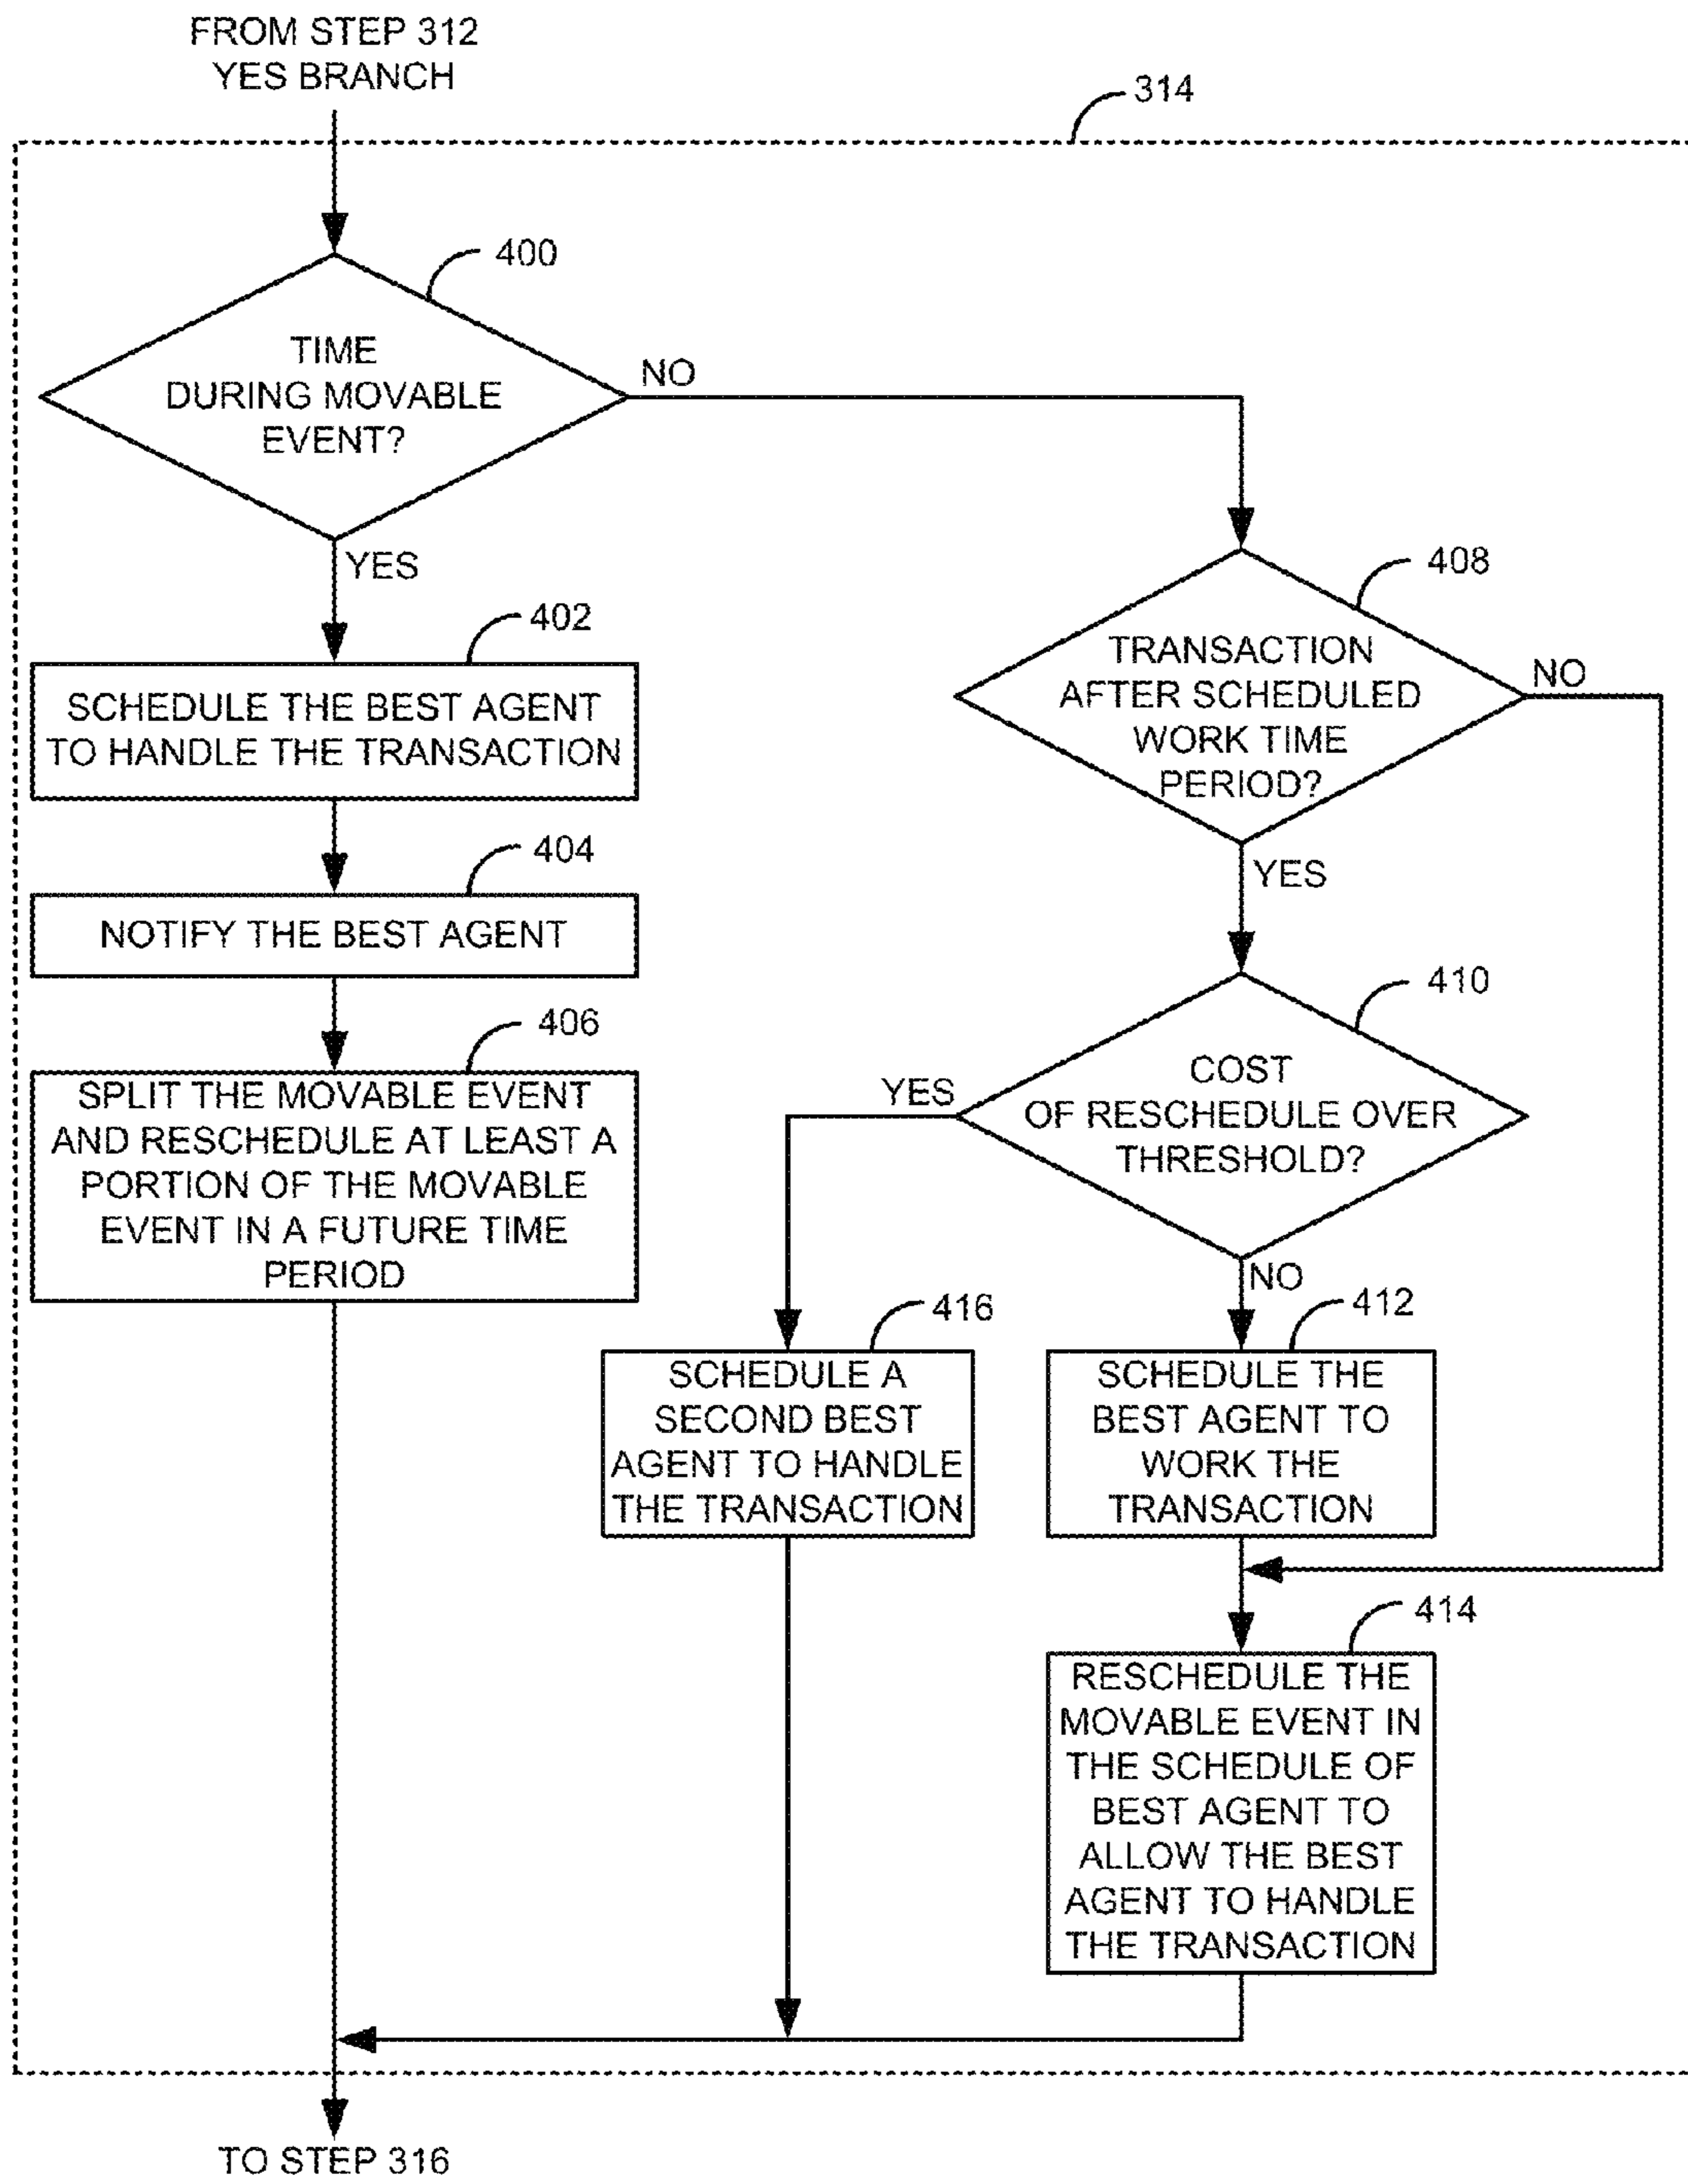 FROM STEP 312
YES BRANCH
314
400
TIME
DURING MOVABLE
EVENT?
NO
YES
402
SCHEDULE THE BEST AGENT
TO HANDLE THE TRANSACTION
404
NOTIFY THE BEST AGENT
406
SPLIT THE MOVABLE EVENT
AND RESCHEDULE AT LEAST A
PORTION OF THE MOVABLE
EVENT IN A FUTURE TIME
PERIOD
408
TRANSACTION
AFTER SCHEDULED
WORK TIME
PERIOD?
NO
YES
410
COST
OF RESCHEDULE OVER
THRESHOLD?
YES
NO
416
SCHEDULE A
SECOND BEST
AGENT TO HANDLE
THE TRANSACTION
412
SCHEDULE THE
BEST AGENT TO
WORK THE
TRANSACTION
414
RESCHEDULE THE
MOVABLE EVENT IN
THE SCHEDULE OF
BEST AGENT TO
ALLOW THE BEST
AGENT TO HANDLE
THE TRANSACTION
TO STEP 316